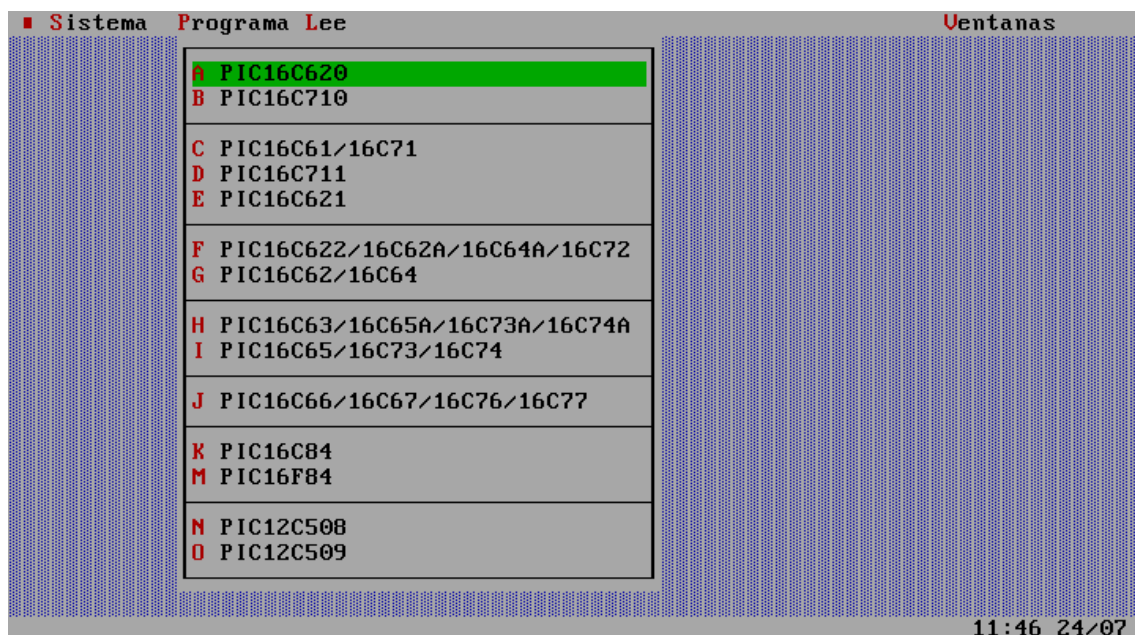 Sistema Programa Lee Ventanas
A PIC16C620
B PIC16C710
C PIC16C61/16C71
D PIC16C711
E PIC16C621
F PIC16C622/16C62A/16C64A/16C72
G PIC16C62/16C64
H PIC16C63/16C65A/16C73A/16C74A
I PIC16C65/16C73/16C74
J PIC16C66/16C67/16C76/16C77
K PIC16C84
M PIC16F84
N PIC12C508
O PIC12C509
11:46 24/07